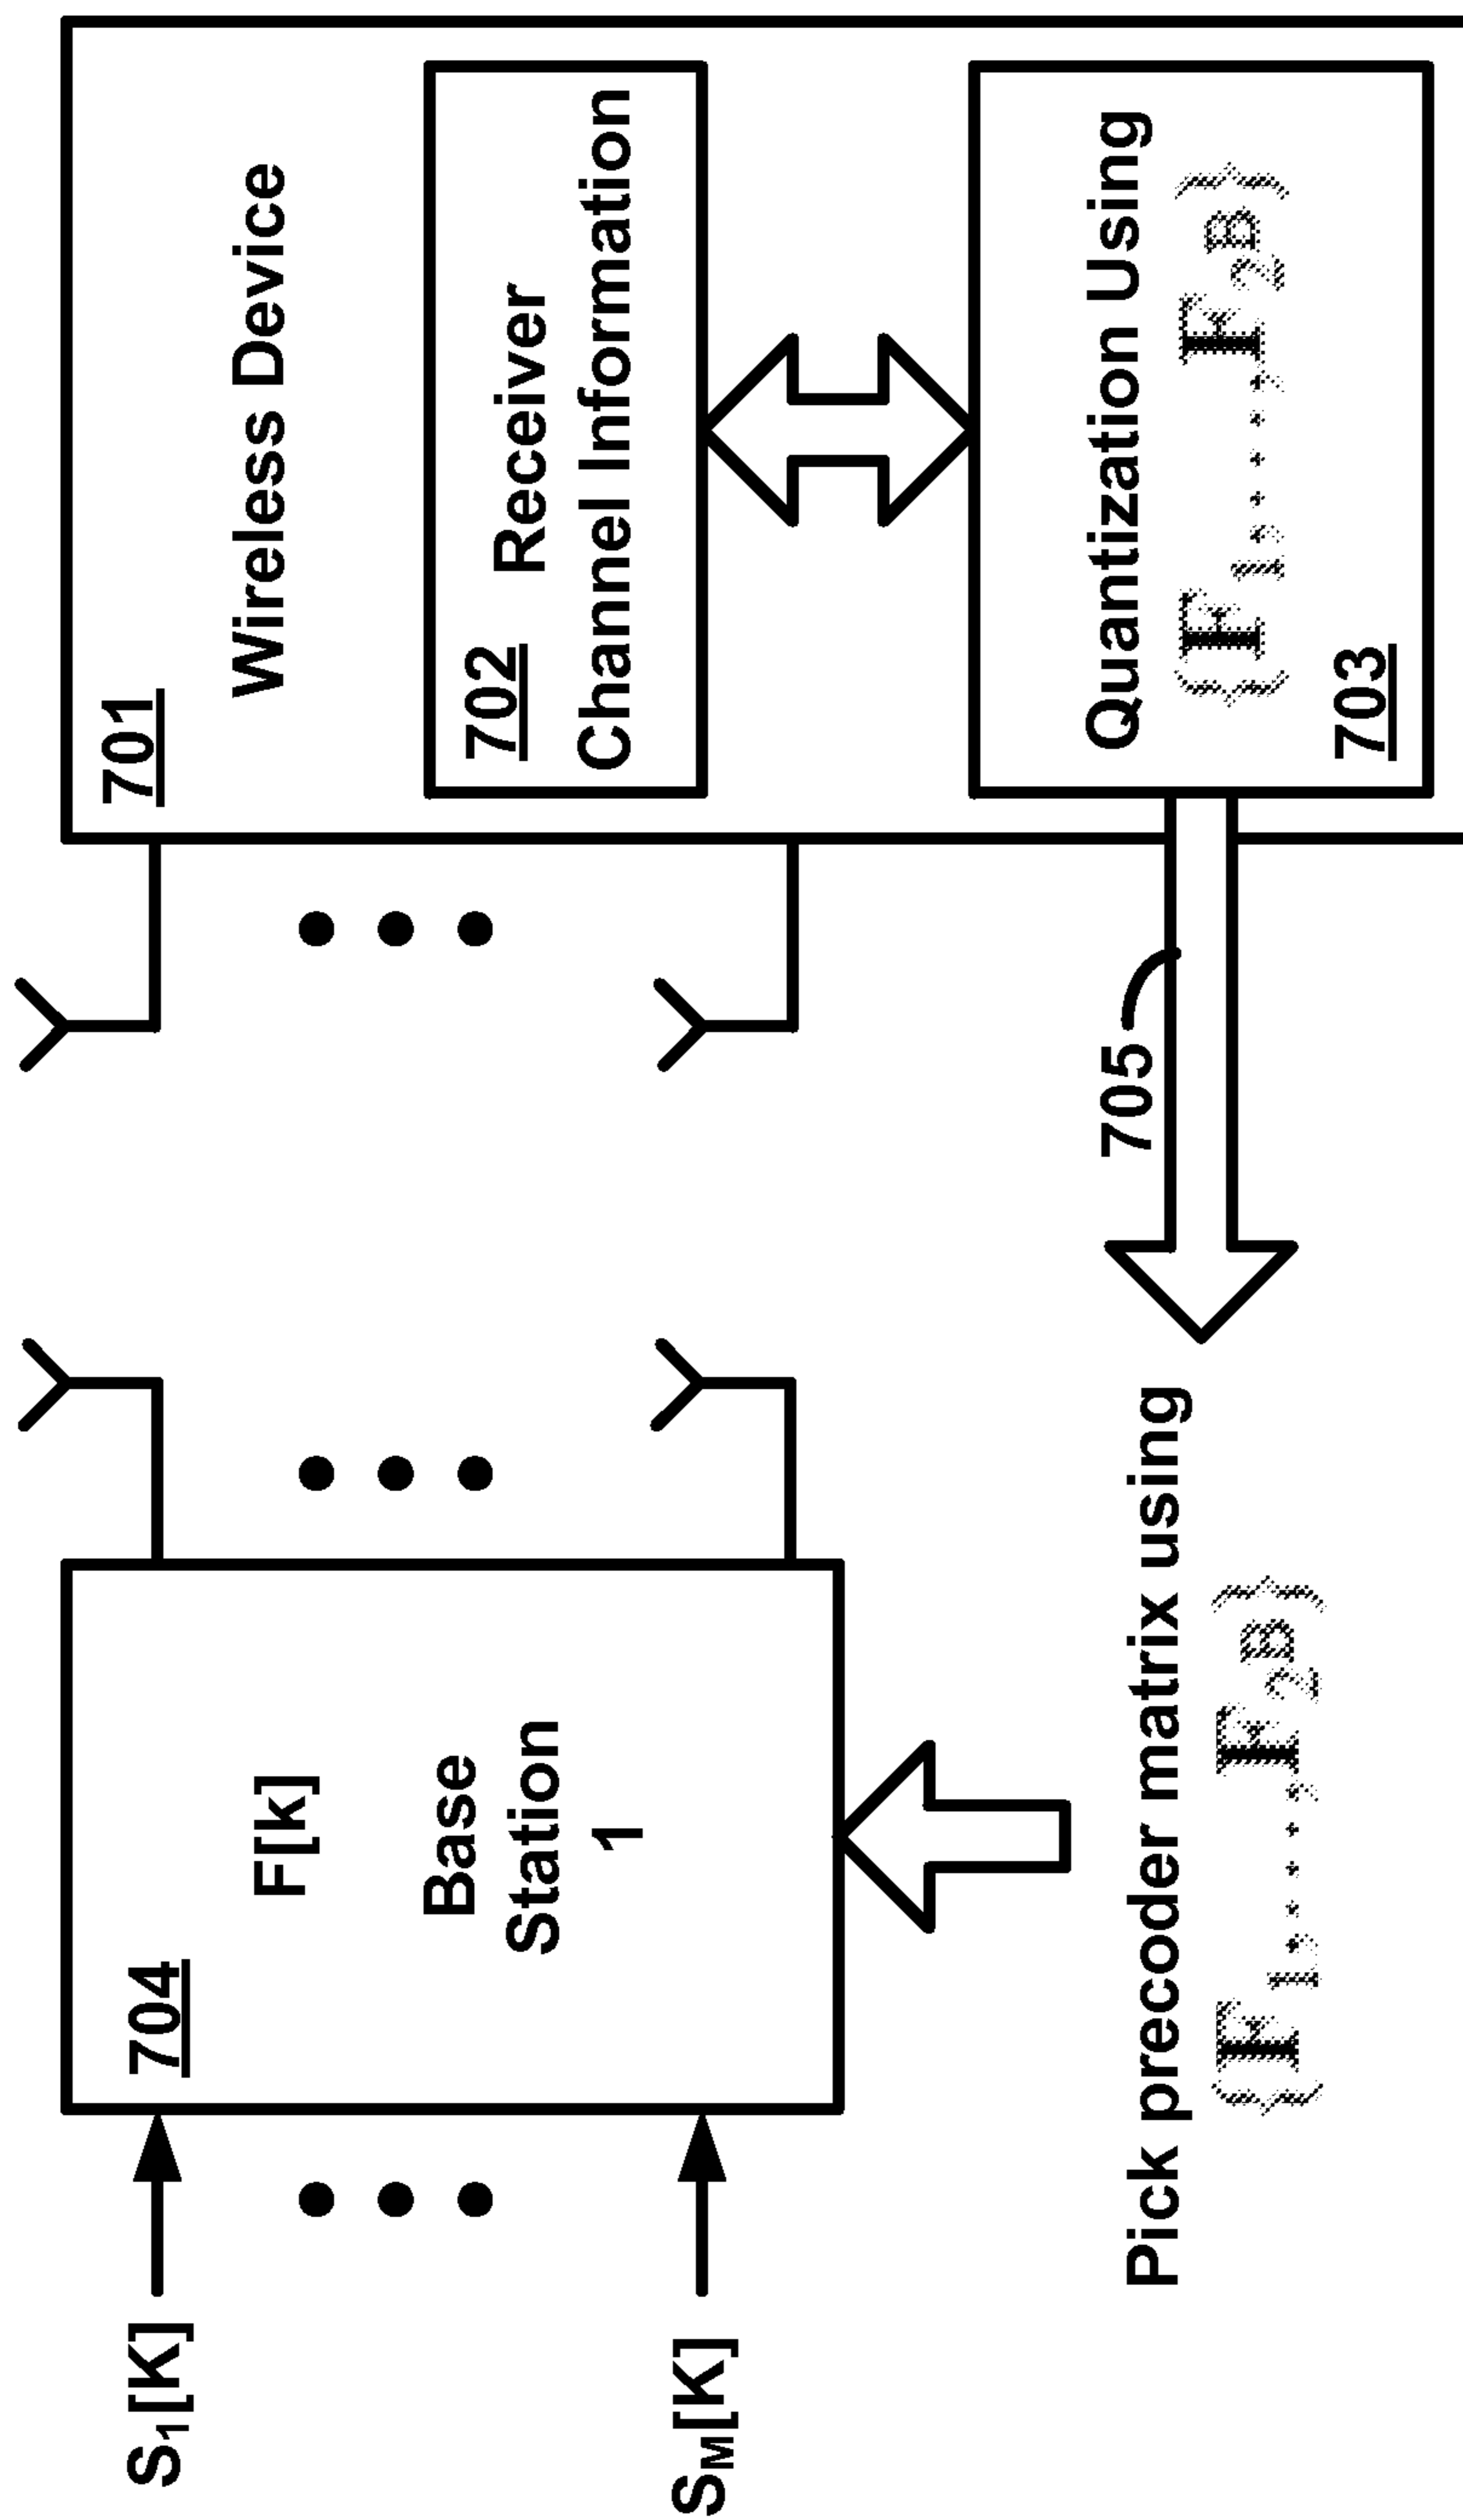 S1[K]
SM[K]
704
F[k]
Base
Station
1
Pick precoder matrix using
{F1,...,F2B}
705
701
Wireless Device
702
Receiver
Channel Information
Quantization Using
{F1,...,F2B}
703